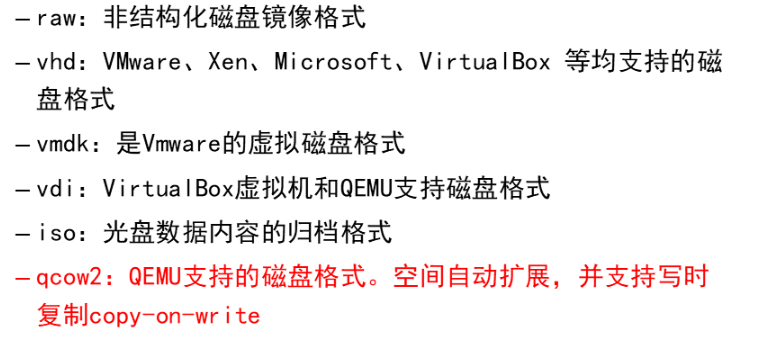 – raw：非结构化磁盘镜像格式
– vhd：VMware、Xen、Microsoft、VirtualBox 等均支持的磁
盘格式
– vmdk：是Vmware的虚拟磁盘格式
– vdi：VirtualBox虚拟机和QEMU支持磁盘格式
– iso：光盘数据内容的归档格式
– qcow2：QEMU支持的磁盘格式。空间自动扩展，并支持写时
复制copy-on-write